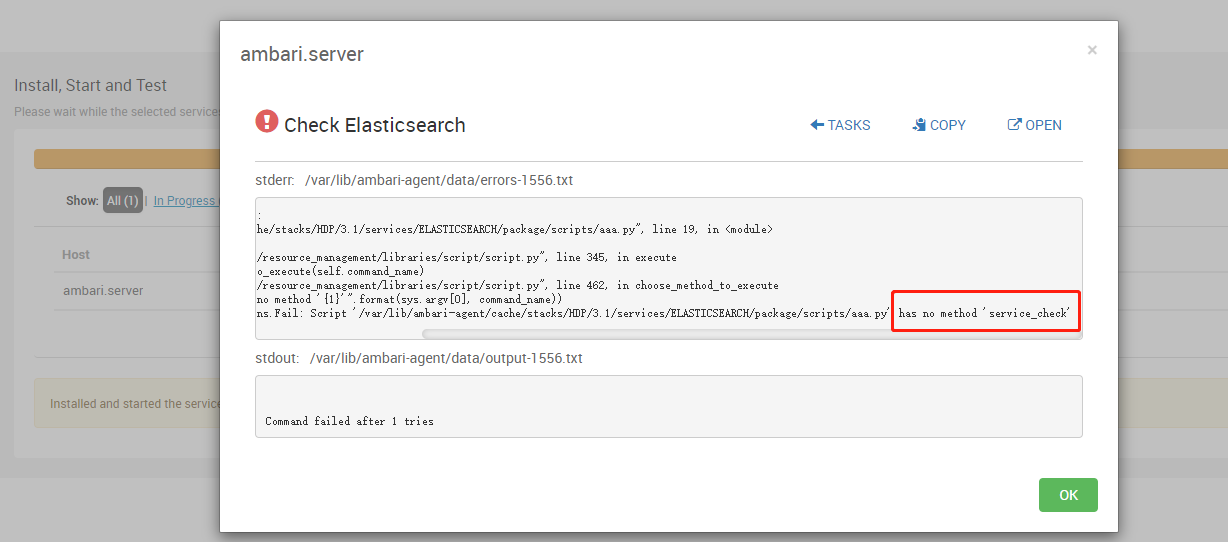 ambari.server
×
Install, Start and Test
Please wait while the selected services
Check Elasticsearch
TASKS
COPY
OPEN
stderr: /var/lib/ambari-agent/data/errors-1556.txt
Show: All (1) | In Progress
:
he/stacks/HDP/3.1/services/ELASTICSEARCH/package/scripts/aaa.py", line 19, in <module>
Host
/resource_management/libraries/script/script.py", line 345, in execute
o_execute(self.command_name)
/resource_management/libraries/script/script.py", line 462, in choose_method_to_execute
ambari.server
no method '{1}'".format(sys.argv[0], command_name))
ns.Fail: Script '/var/lib/ambari-agent/cache/stacks/HDP/3.1/services/ELASTICSEARCH/package/scripts/aaa.py' has no method 'service_check'
stdout: /var/lib/ambari-agent/data/output-1556.txt
Installed and started the service
Command failed after 1 tries
OK